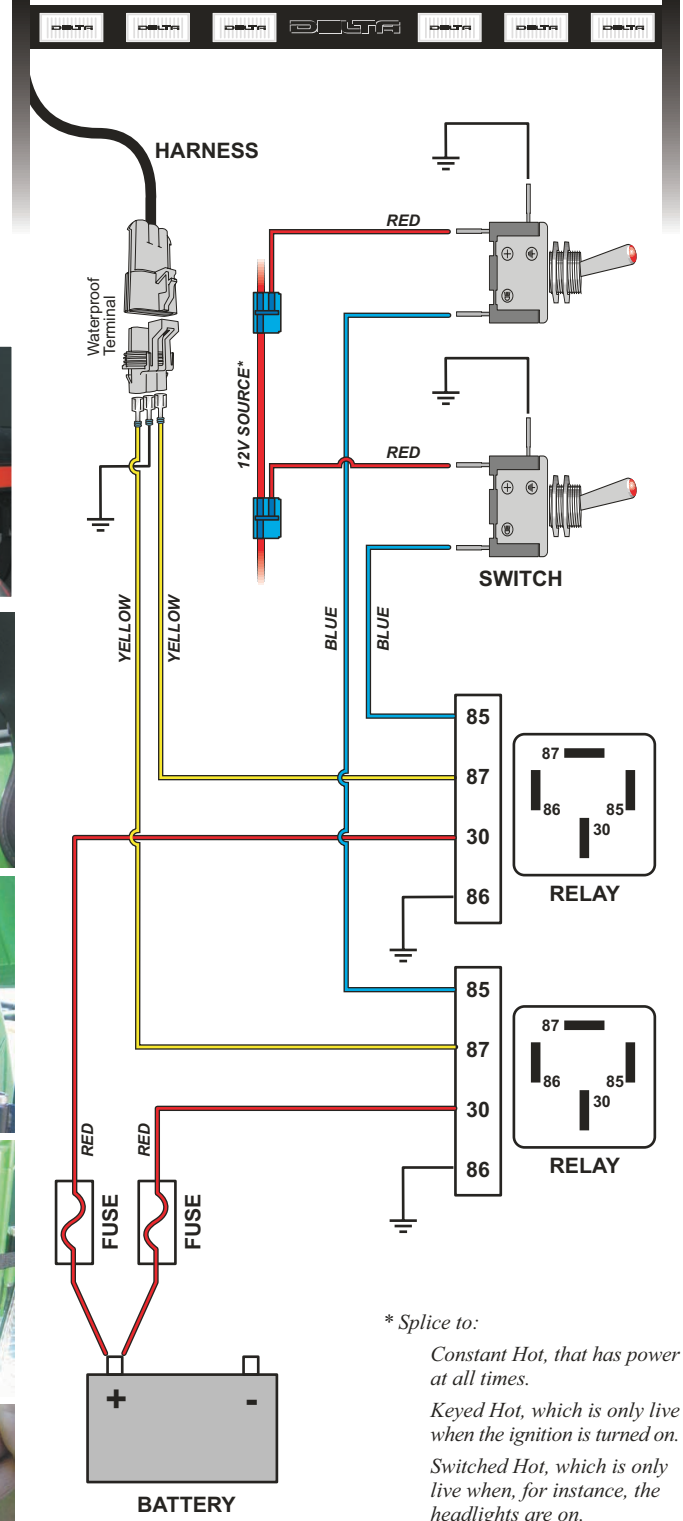 DELTA DELTA DELTA DELTA DELTA DELTA DELTA
HARNESS
Waterproof
Terminal
RED
12V SOURCE*
RED
SWITCH
YELLOW
YELLOW
BLUE
BLUE
85
87
30
86
87
86
85
30
RELAY
85
87
30
86
87
86
85
30
RELAY
RED
RED
FUSE
FUSE
+
-
BATTERY
* Splice to:
Constant Hot, that has power
at all times.
Keyed Hot, which is only live
when the ignition is turned on.
Switched Hot, which is only
live when, for instance, the
headlights are on.